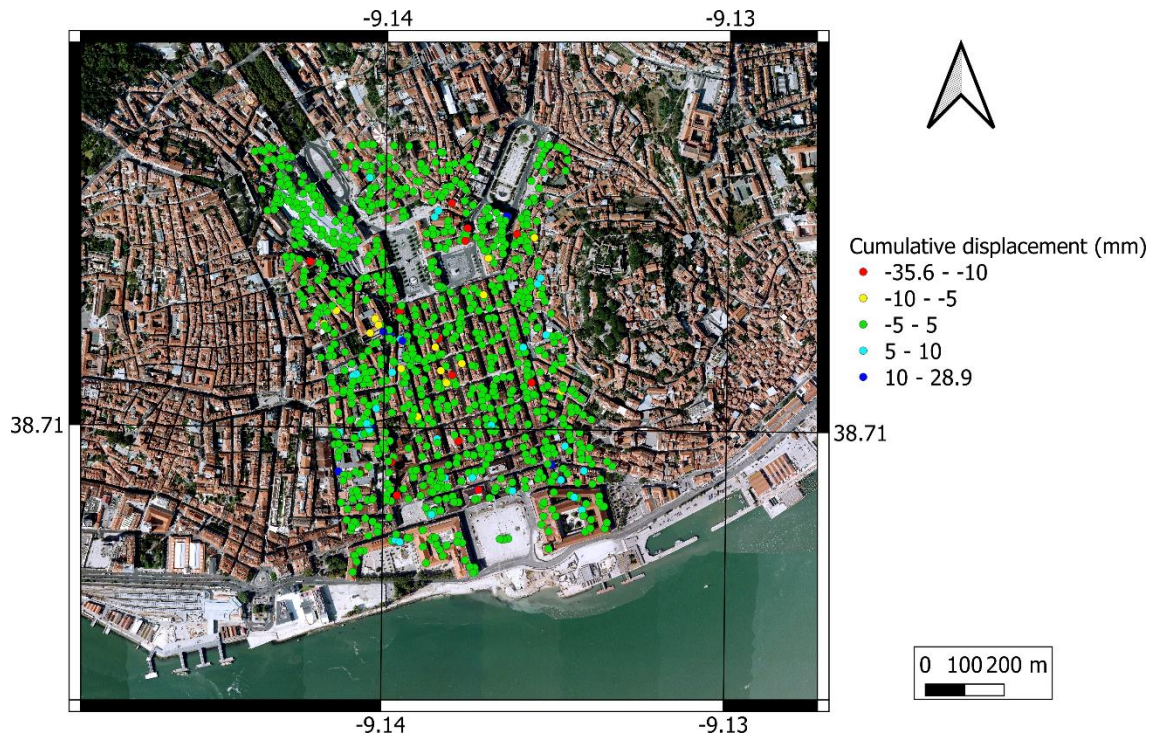 -9.14
-9.13
Cumulative displacement (mm)
-35.6 - -10
-10 - -5
-5 - 5
5 - 10
10 - 28.9
38.71
38.71
0 100 200 m
-9.14
-9.13